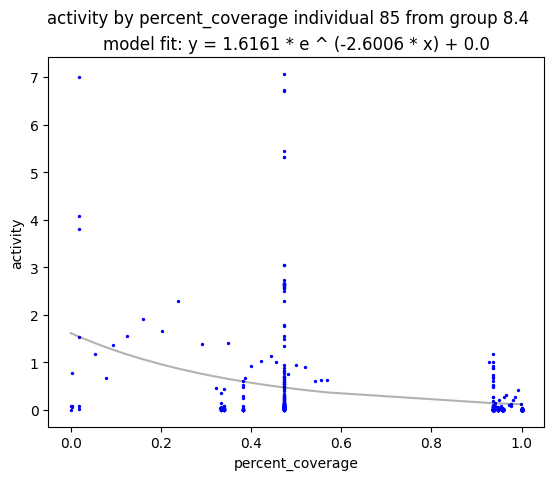 activity by percent_coverage individual 85 from group 8.4
model fit: y = 1.6161 * e ^ (-2.6006 * x) + 0.0
7
6
5
4
3
2
1
0
activity
0.0 0.2 0.4 0.6 0.8 1.0
percent_coverage